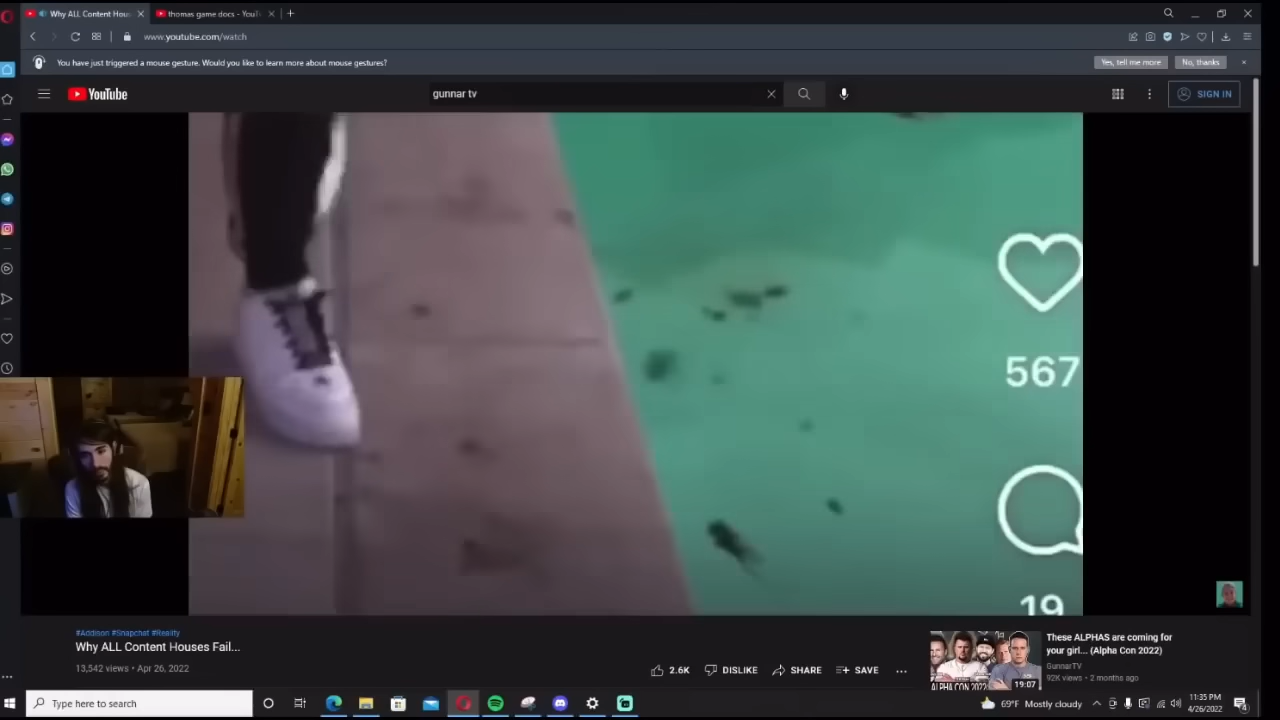 Why ALL Content Hous
thomas game docs - YouT
www.youtube.com/watch
You have just triggered a mouse gesture. Would you like to learn more about mouse gestures?
Yes, tell me more
No, thanks
YouTube
gunnar tv
SIGN IN
567
19
#Addison #Snapchat #Reality
Why ALL Content Houses Fail...
13,542 views • Apr 26, 2022
2.6K
DISLIKE
SHARE
SAVE
ALPHA CON 2022
19:07
These ALPHAS are coming for
your girl... (Alpha Con 2022)
GunnarTV
92K views • 2 months ago
Type here to search
69°F Mostly cloudy
11:35 PM
4/26/2022